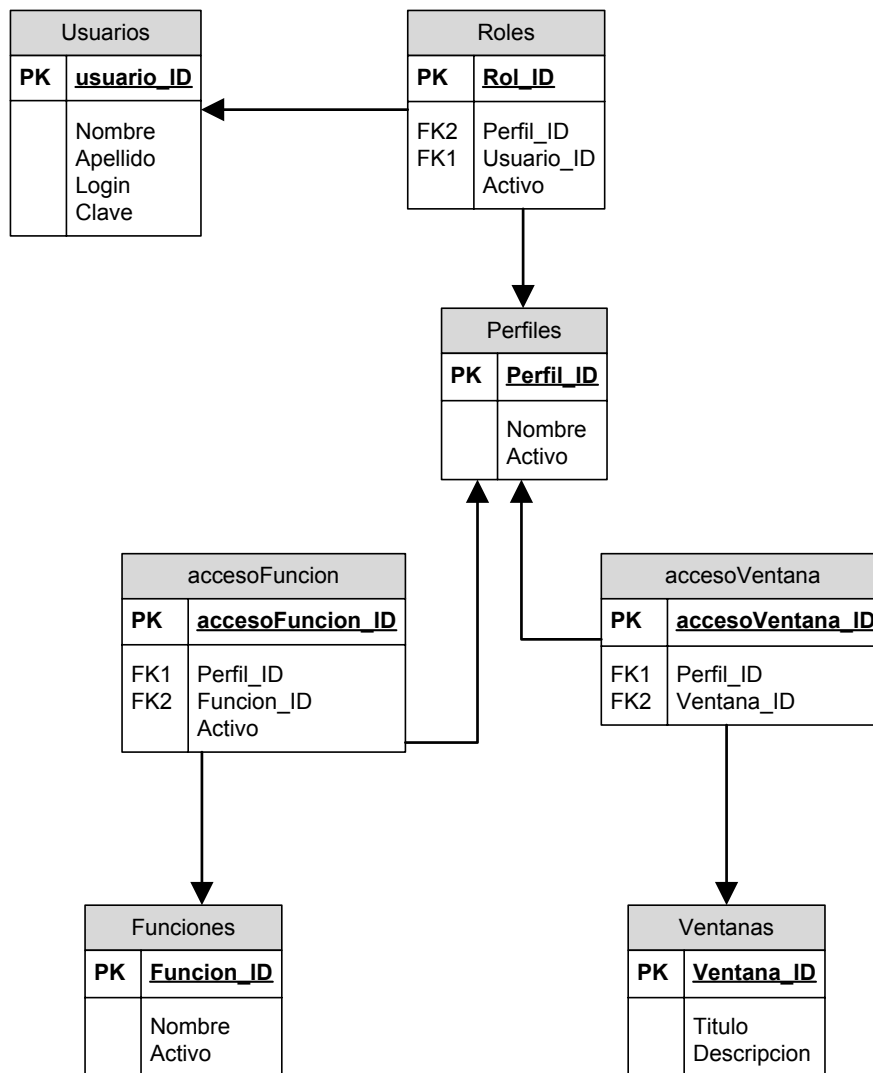 Usuarios
PK usuario_ID
Nombre
Apellido
Login
Clave
Roles
PK Rol_ID
FK2 Perfil_ID
FK1 Usuario_ID
Activo
Perfiles
PK Perfil_ID
Nombre
Activo
accesoFuncion
PK accesoFuncion_ID
FK1 Perfil_ID
FK2 Funcion_ID
Activo
accesoVentana
PK accesoVentana_ID
FK1 Perfil_ID
FK2 Ventana_ID
Funciones
PK Funcion_ID
Nombre
Activo
Ventanas
PK Ventana_ID
Titulo
Descripcion